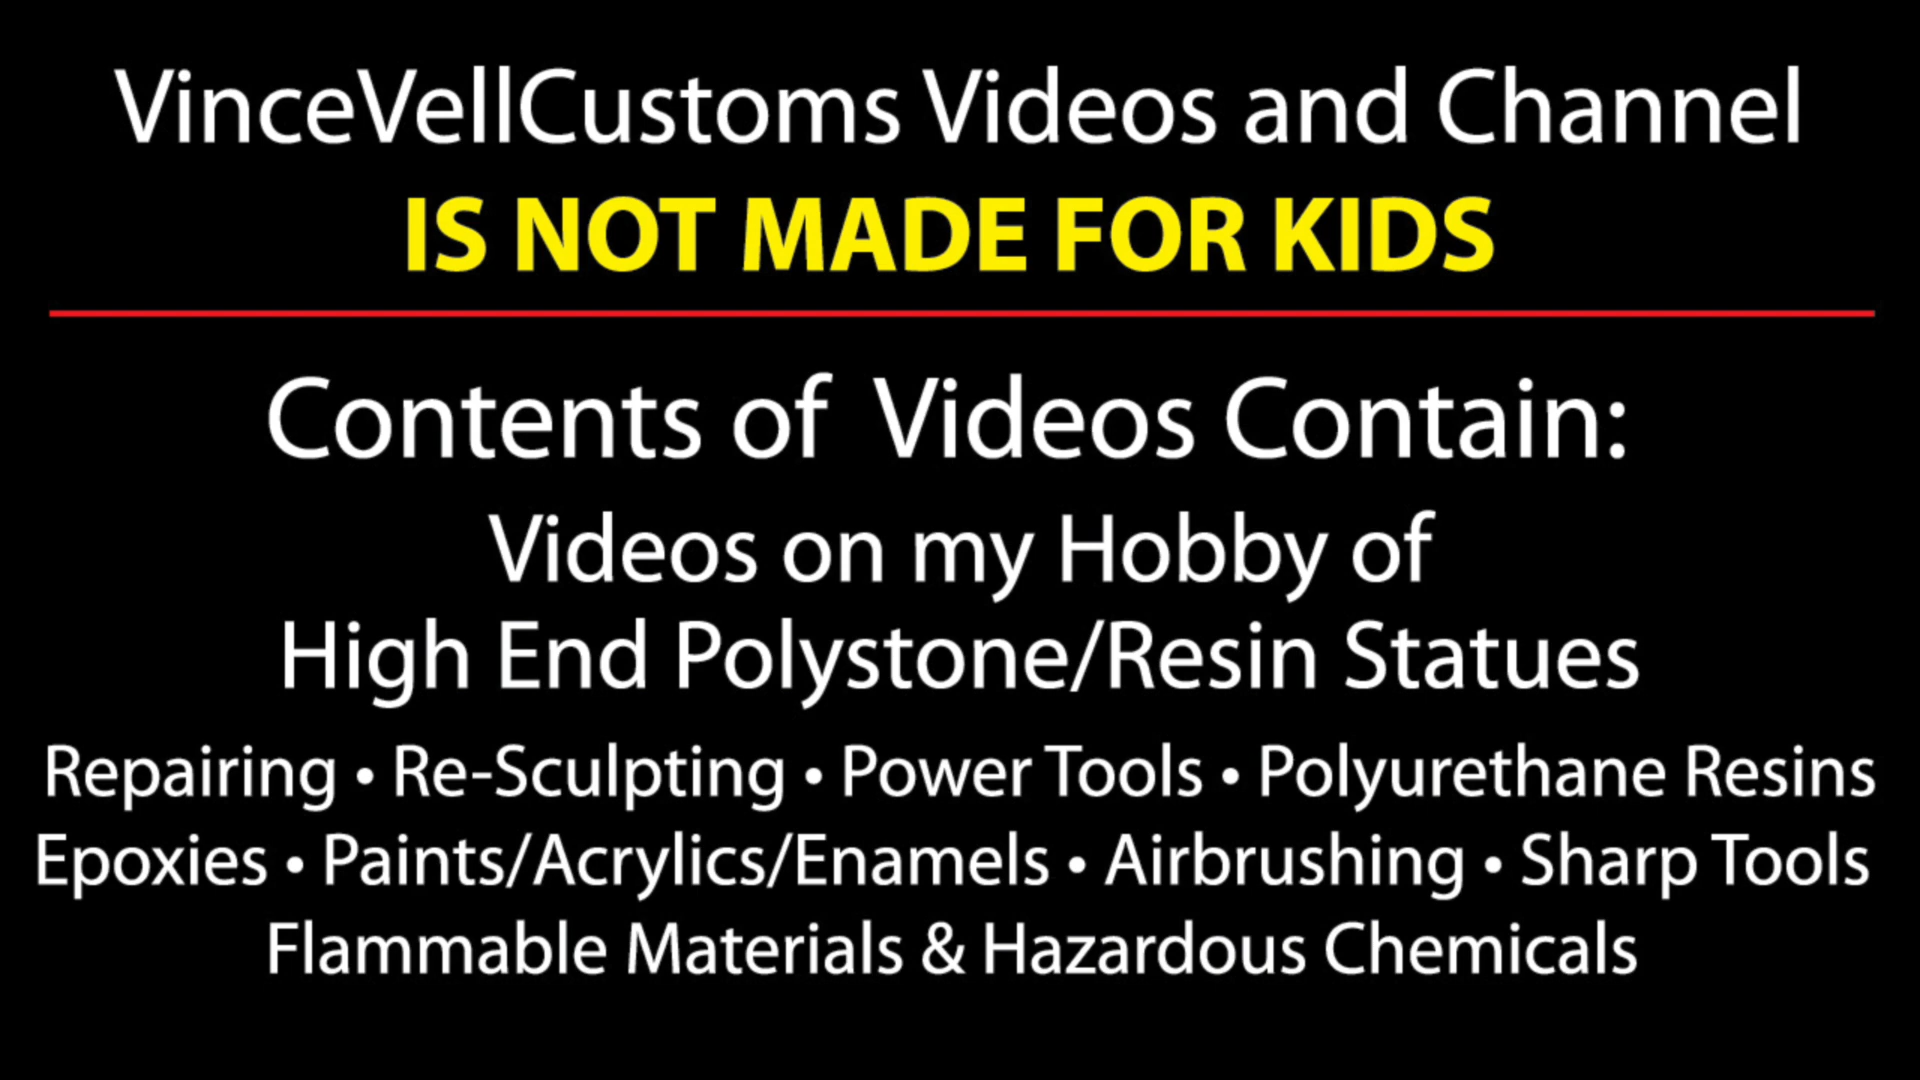 VinceVellCustoms Videos and Channel
IS NOT MADE FOR KIDS
Contents of Videos Contain:
Videos on my Hobby of
High End Polystone/Resin Statues
Repairing • Re-Sculpting • Power Tools • Polyurethane Resins
Epoxies • Paints/Acrylics/Enamels • Airbrushing • Sharp Tools
Flammable Materials & Hazardous Chemicals